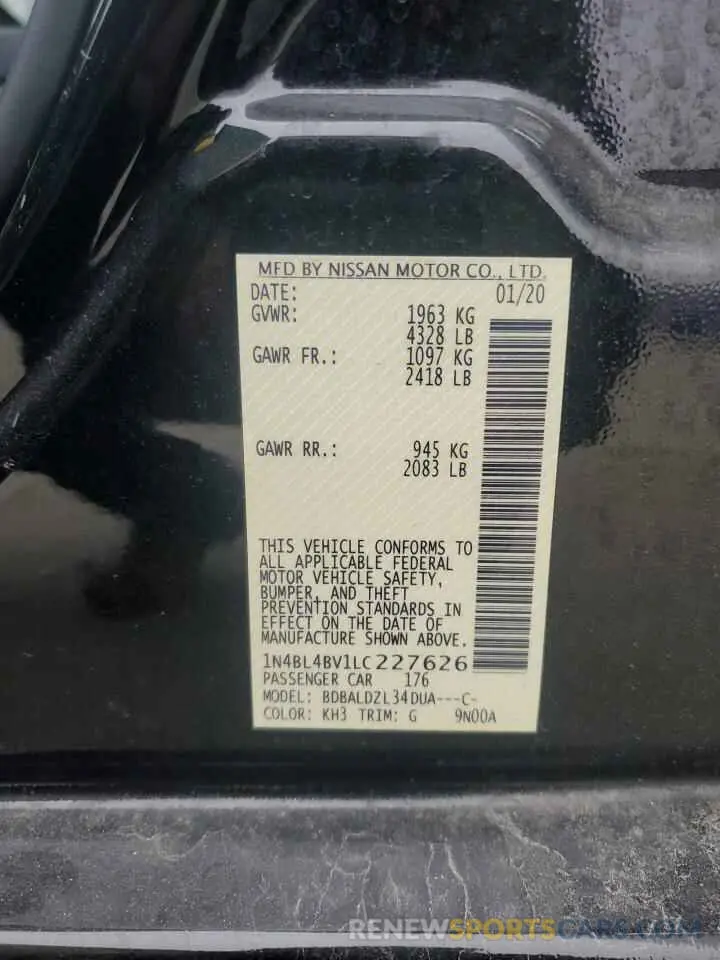 MFD BY NISSAN MOTOR CO., LTD.
DATE: 01/20
GVWR: 1963 KG
4328 LB
GAWR FR.: 1097 KG
2418 LB
GAWR RR.: 945 KG
2083 LB
THIS VEHICLE CONFORMS TO
ALL APPLICABLE FEDERAL
MOTOR VEHICLE SAFETY,
BUMPER, AND THEFT
PREVENTION STANDARDS IN
EFFECT ON THE DATE OF
MANUFACTURE SHOWN ABOVE.
1N4BL4BV1LC227626
PASSENGER CAR 176
MODEL: BDBALDZL34DUA---C-
COLOR: KH3 TRIM: G 9N00A
RENEWSPORTSCARS.COM